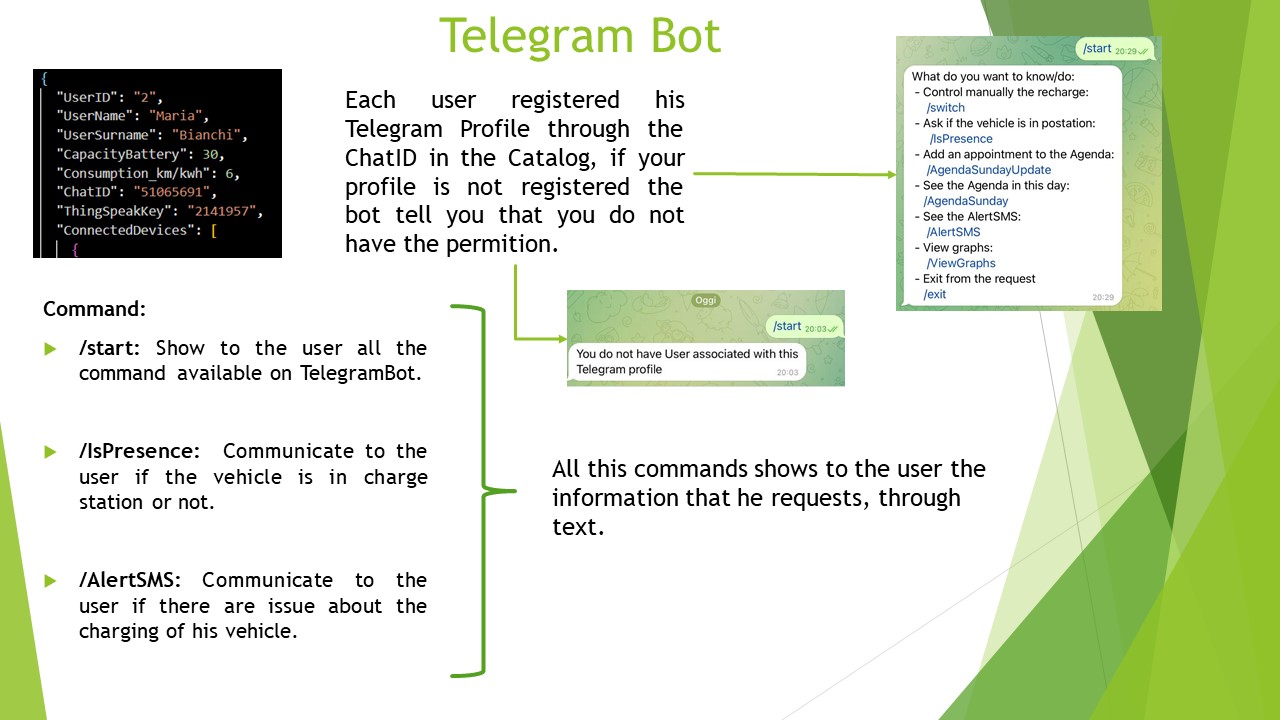 Telegram Bot
{
"UserID": "2",
"UserName": "Maria",
"UserSurname": "Bianchi",
"CapacityBattery": 30,
"Consumption_km/kwh": 6,
"ChatID": "51065691",
"ThingSpeakKey": "2141957",
"ConnectedDevices": [
{
Each user registered his
Telegram Profile through the
ChatID in the Catalog, if your
profile is not registered the
bot tell you that you do not
have the permition.
/start 20:29
What do you want to know/do:
- Control manually the recharge:
/switch
- Ask if the vehicle is in postation:
/IsPresence
- Add an appointment to the Agenda:
/AgendaSundayUpdate
- See the Agenda in this day:
/AgendaSunday
- See the AlertSMS:
/AlertSMS
- View graphs:
/ViewGraphs
- Exit from the request
/exit
20:29
Oggi
/start 20:03
You do not have User associated with this
Telegram profile
20:03
Command:
/start: Show to the user all the
command available on TelegramBot.
/IsPresence: Communicate to the
user if the vehicle is in charge
station or not.
/AlertSMS: Communicate to the
user if there are issue about the
charging of his vehicle.
All this commands shows to the user the
information that he requests, through
text.